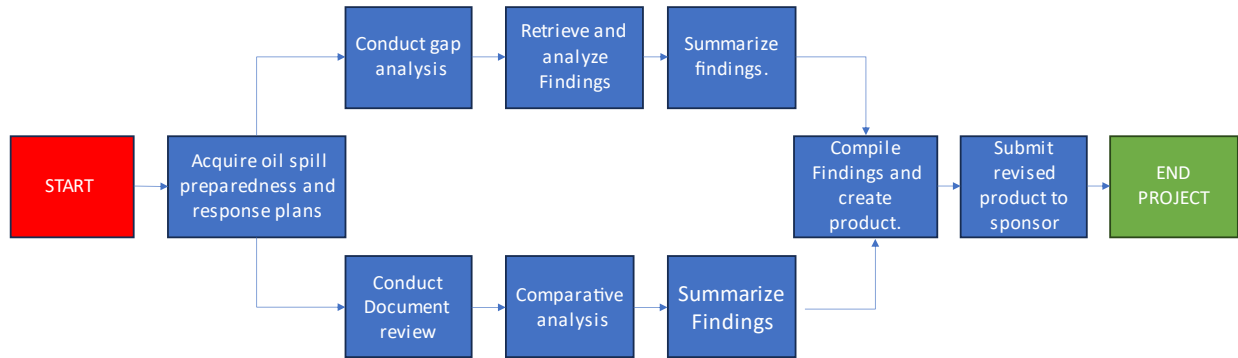 START
Acquire oil spill
preparedness and
response plans
Conduct gap
analysis
Retrieve and
analyze
Findings
Summarize
findings.
Conduct
Document
review
Comparative
analysis
Summarize
Findings
Compile
Findings and
create
product.
Submit
revised
product to
sponsor
END
PROJECT